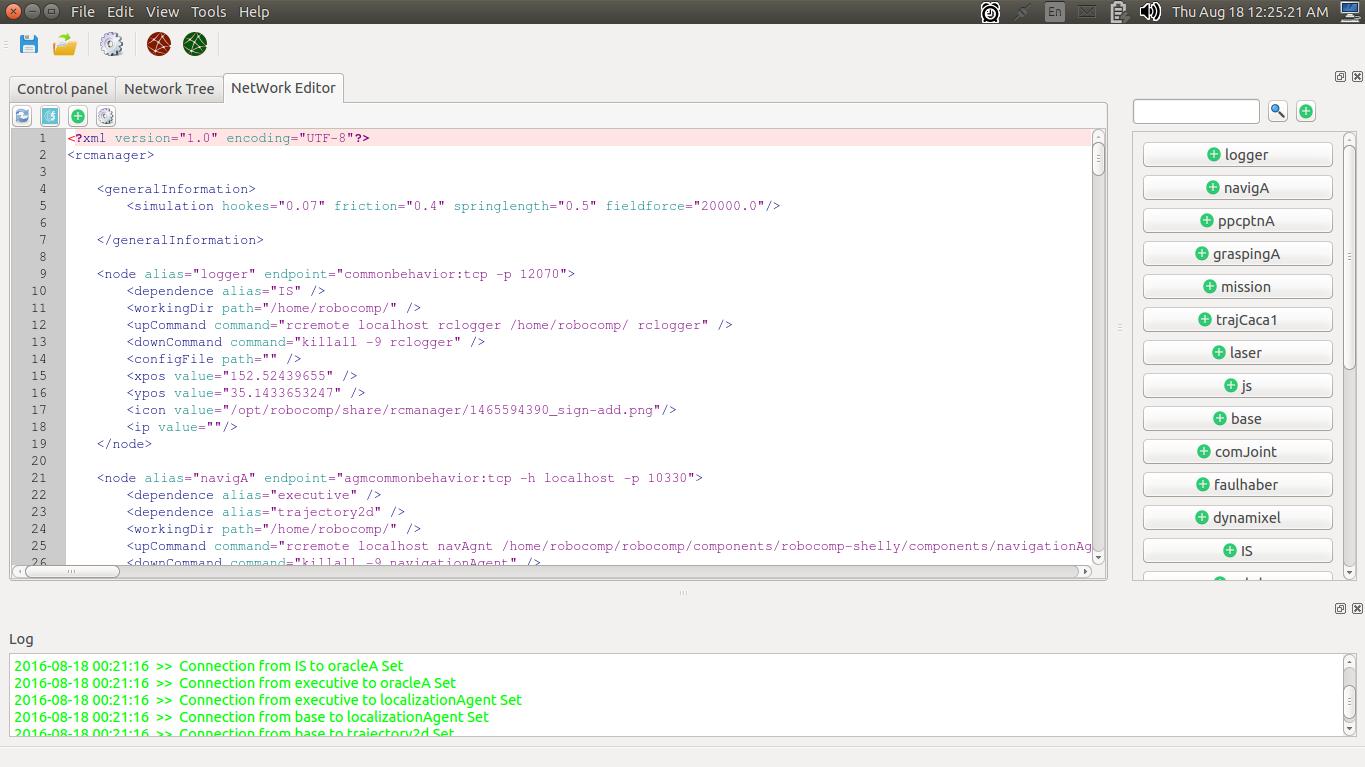 File Edit View Tools Help
En
Thu Aug 18 12:25:21 AM
Control panel
Network Tree
NetWork Editor
1 <?xml version="1.0" encoding="UTF-8"?>
2 <rcmanager>
3
4 <generalInformation>
5 <simulation hookes="0.07" friction="0.4" springlength="0.5" fieldforce="20000.0"/>
6
7 </generalInformation>
8
9 <node alias="logger" endpoint="commonbehavior:tcp -p 12070">
10 <dependence alias="IS" />
11 <workingDir path="/home/robocomp/" />
12 <upCommand command="rcremote localhost rclogger /home/robocomp/ rclogger" />
13 <downCommand command="killall -9 rclogger" />
14 <configFile path="" />
15 <xpos value="152.52439655" />
16 <ypos value="35.1433653247" />
17 <icon value="/opt/robocomp/share/rcmanager/1465594390_sign-add.png"/>
18 <ip value=""/>
19 </node>
20
21 <node alias="navigA" endpoint="agmcommonbehavior:tcp -h localhost -p 10330">
22 <dependence alias="executive" />
23 <dependence alias="trajectory2d" />
24 <workingDir path="/home/robocomp/" />
25 <upCommand command="rcremote localhost navAgnt /home/robocomp/robocomp/components/robocomp-shelly/components/navigationAg
26 <downCommand command="killall -9 navigationAgent" />
logger
navigA
ppcptnA
graspingA
mission
trajCaca1
laser
js
base
comJoint
faulhaber
dynamixel
IS
Log
2016-08-18 00:21:16 >> Connection from IS to oracleA Set
2016-08-18 00:21:16 >> Connection from executive to oracleA Set
2016-08-18 00:21:16 >> Connection from executive to localizationAgent Set
2016-08-18 00:21:16 >> Connection from base to localizationAgent Set
2016-08-18 00:21:16 >> Connection from base to trajectory2d Set